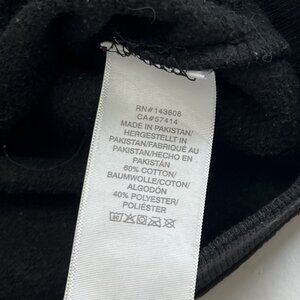 RN#143608
CA#57414
MADE IN PAKISTAN/
HERGESTELLT IN
PAKISTAN/FABRIQUÉ AU
PAKISTAN/HECHO EN
PAKISTÁN
60% COTTON/
BAUMWOLLE/COTON/
ALGODÓN
40% POLYESTER/
POLIÉSTER